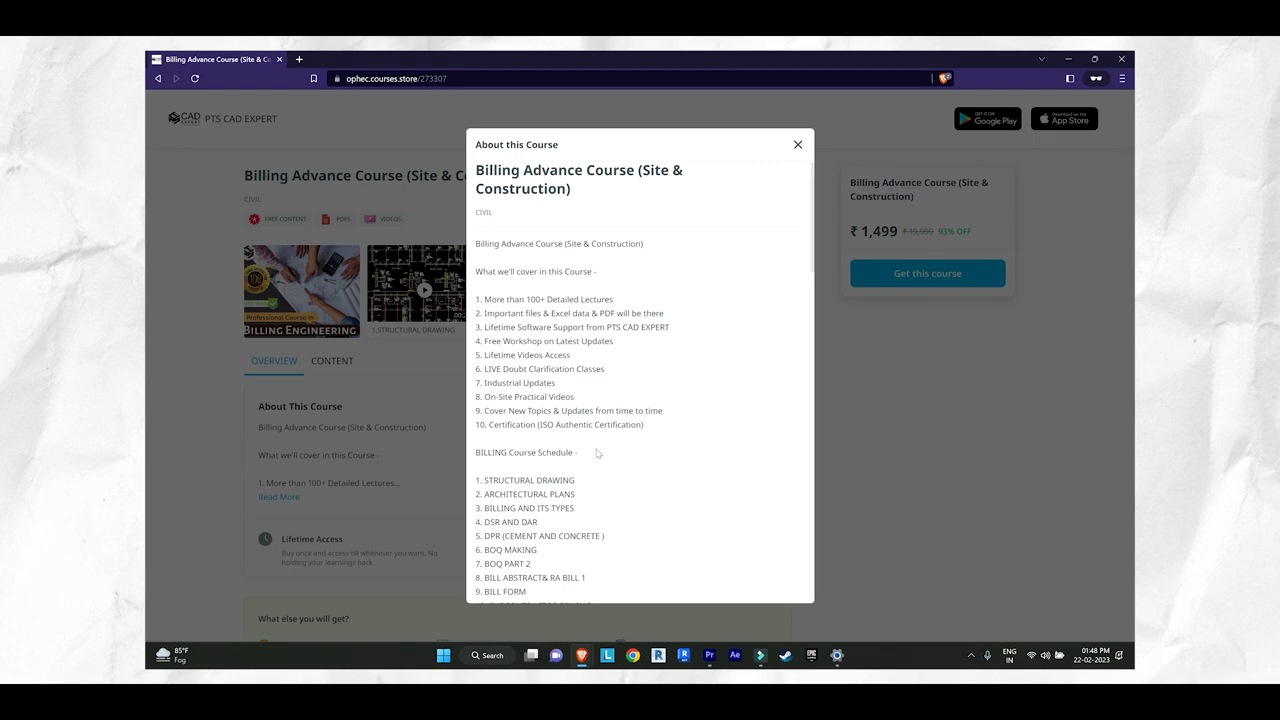 Billing Advance Course (Site & Co
ophec.courses.store/273307
CAD EXPERT
PTS CAD EXPERT
GET IT ON
Google Play
Download on the
App Store
Billing Advance Course (Site & C
CIVIL
FREE CONTENT
PDFS
VIDEOS
Professional Course in
BILLING ENGINEERING
1.STRUCTURAL DRAWING
OVERVIEW
CONTENT
About This Course
Billing Advance Course (Site & Construction)
What we'll cover in this Course -
1. More than 100+ Detailed Lectures...
Read More
Lifetime Access
Buy once and access till whenever you want. No
holding your learnings back
What else you will get?
About this Course
Billing Advance Course (Site &
Construction)
CIVIL
Billing Advance Course (Site & Construction)
What we'll cover in this Course -
1. More than 100+ Detailed Lectures
2. Important files & Excel data & PDF will be there
3. Lifetime Software Support from PTS CAD EXPERT
4. Free Workshop on Latest Updates
5. Lifetime Videos Access
6. LIVE Doubt Clarification Classes
7. Industrial Updates
8. On-Site Practical Videos
9. Cover New Topics & Updates from time to time
10. Certification (ISO Authentic Certification)
BILLING Course Schedule -
1. STRUCTURAL DRAWING
2. ARCHITECTURAL PLANS
3. BILLING AND ITS TYPES
4. DSR AND DAR
5. DPR (CEMENT AND CONCRETE )
6. BOQ MAKING
7. BOQ PART 2
8. BILL ABSTRACT& RA BILL 1
9. BILL FORM
Billing Advance Course (Site &
Construction)
₹ 1,499 ₹ 19,999 93% OFF
Get this course
85°F
Fog
Search
ENG
IN
01:48 PM
22-02-2023